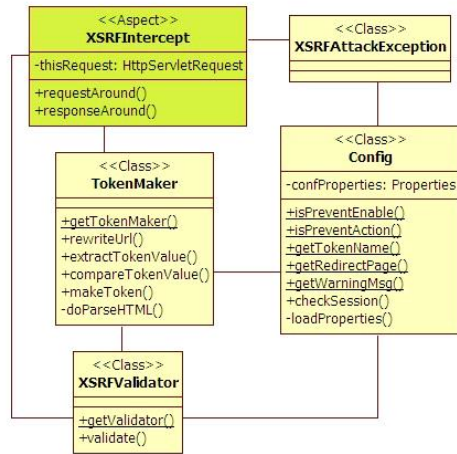 <<Aspect>>
XSRFIntercept
-thisRequest: HttpServletRequest
+requestAround()
+responseAround()
<<Class>>
XSRFAttackException
<<Class>>
TokenMaker
+getTokenMaker()
+rewriteUrl()
+extractTokenValue()
+compareTokenValue()
+makeToken()
-doParseHTML()
<<Class>>
Config
-confProperties: Properties
+isPreventEnable()
+isPreventAction()
+getTokenName()
+getRedirectPage()
+getWarningMsg()
+checkSession()
-loadProperties()
<<Class>>
XSRFValidator
+getValidator()
+validate()